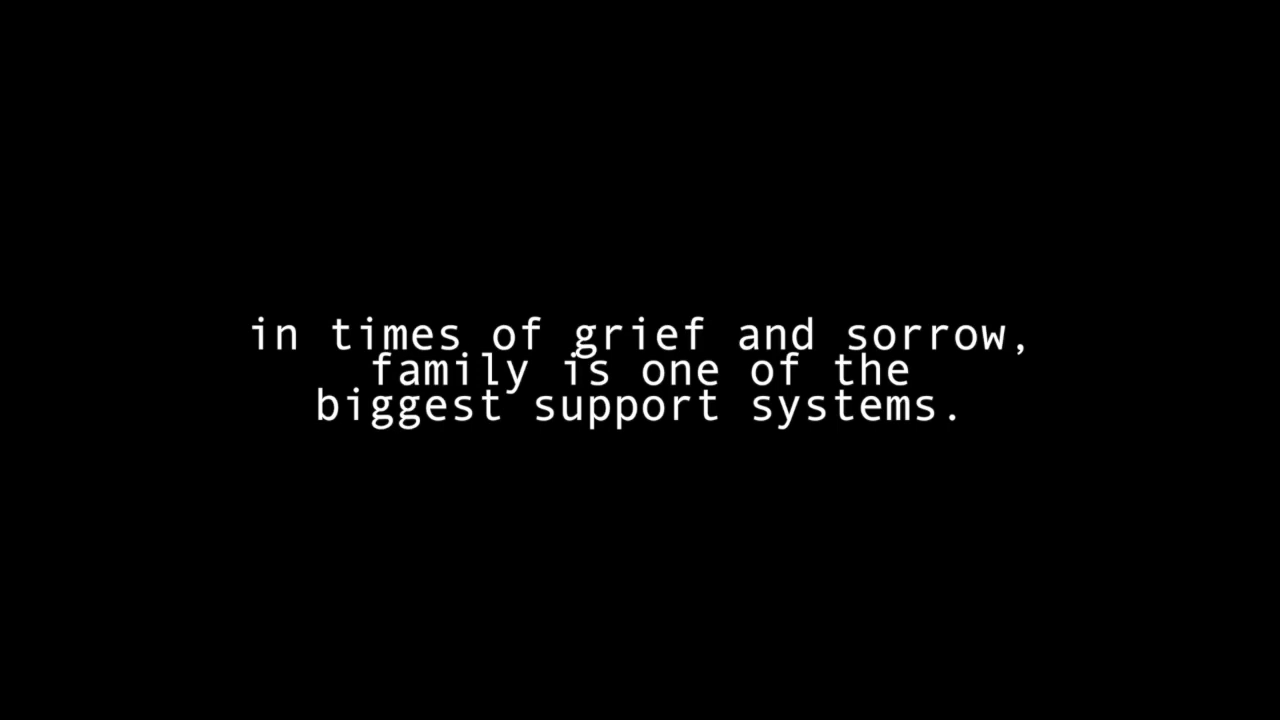 in times of grief and sorrow,
family is one of the
biggest support systems.